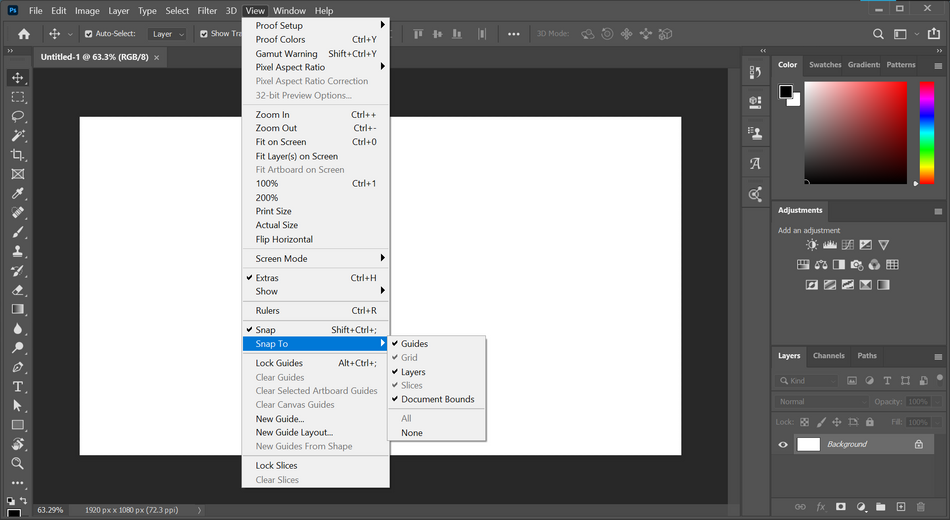 Ps File Edit Image Layer Type Select Filter 3D View Window Help
Auto-Select: Layer Show Tra 3D Mode:
Untitled-1 @ 63.3% (RGB/8) ×
Proof Setup
Proof Colors Ctrl+Y
Gamut Warning Shift+Ctrl+Y
Pixel Aspect Ratio
Pixel Aspect Ratio Correction
32-bit Preview Options...
Zoom In Ctrl++
Zoom Out Ctrl+-
Fit on Screen Ctrl+0
Fit Layer(s) on Screen
Fit Artboard on Screen
100% Ctrl+1
200%
Print Size
Actual Size
Flip Horizontal
Screen Mode
Extras Ctrl+H
Show
Rulers Ctrl+R
Snap Shift+Ctrl+;
Snap To
Lock Guides Alt+Ctrl+;
Clear Guides
Clear Selected Artboard Guides
Clear Canvas Guides
New Guide...
New Guide Layout...
New Guides From Shape
Lock Slices
Clear Slices
Guides
Grid
Layers
Slices
Document Bounds
All
None
Color Swatches Gradient: Patterns
Adjustments
Add an adjustment
Layers Channels Paths
Kind
Normal Opacity: 100%
Lock: Fill: 100%
Background
fx
63.29% 1920 px x 1080 px (72.3 ppi)